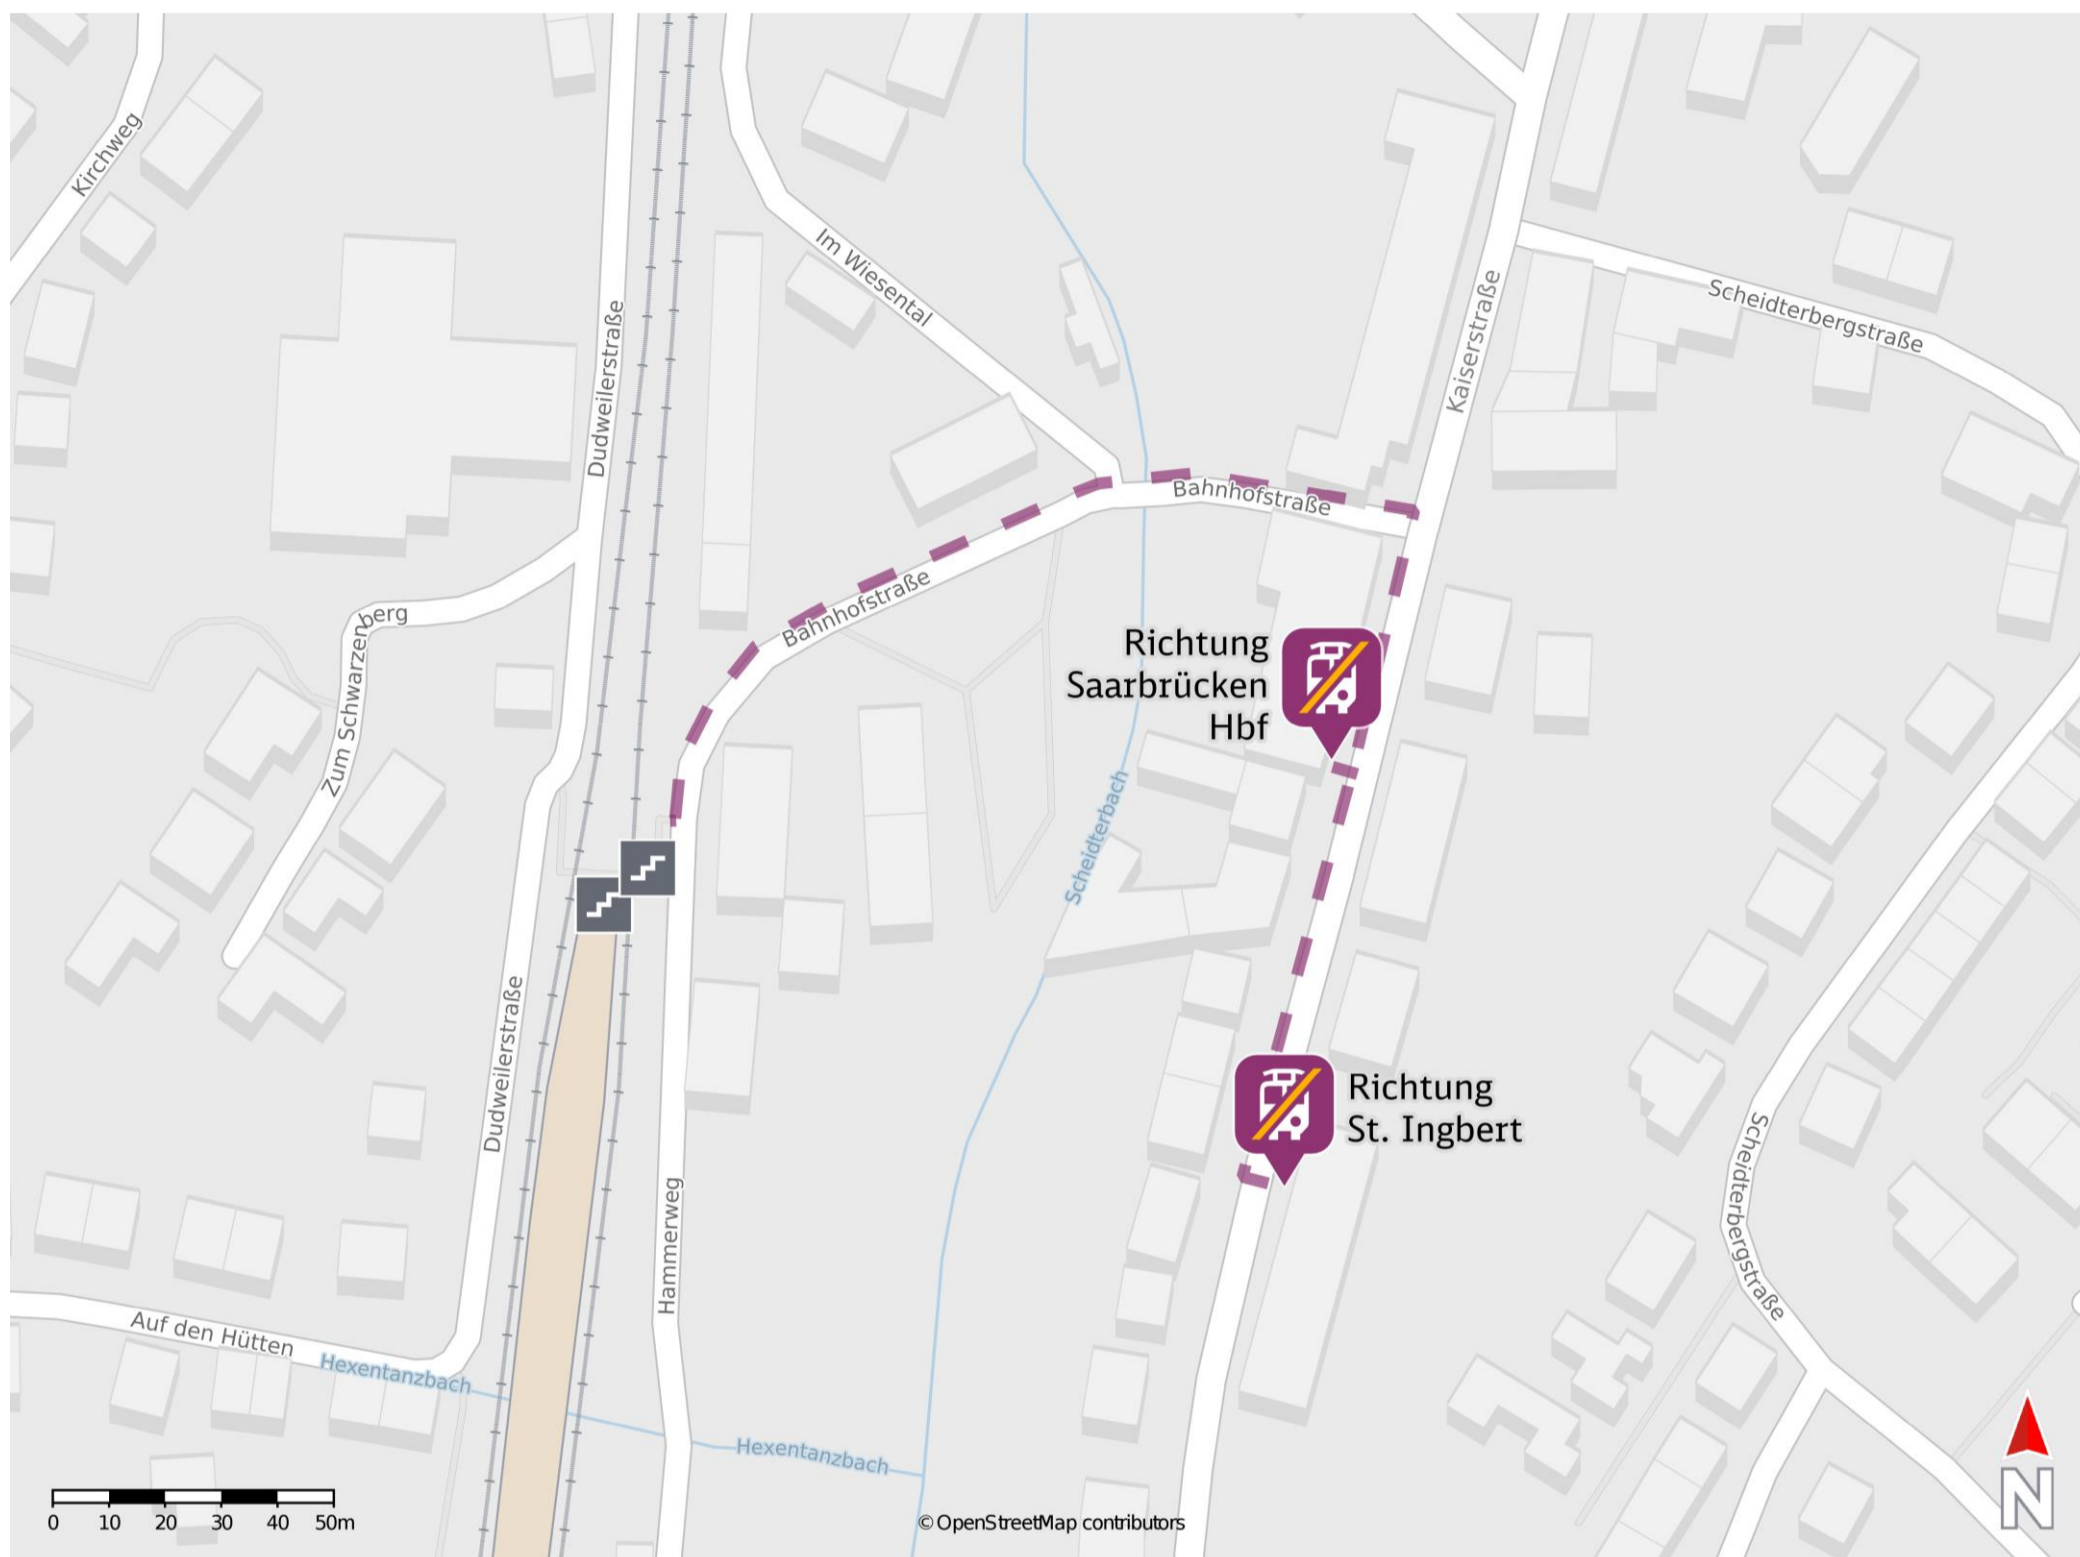 Kirchweg
Im Wiesental
Dudweilerstraße
Kaiserstraße
Scheidterbergstraße
Bahnhofstraße
Bahnhofstraße
Zum Schwarzenberg
Richtung
Saarbrücken
Hbf
Scheidterbach
Dudweilerstraße
Richtung
St. Ingbert
Hammerweg
Scheidterbergstraße
Auf den Hütten
Hexentanzbach
Hexentanzbach
N
0 10 20 30 40 50m
© OpenStreetMap contributors